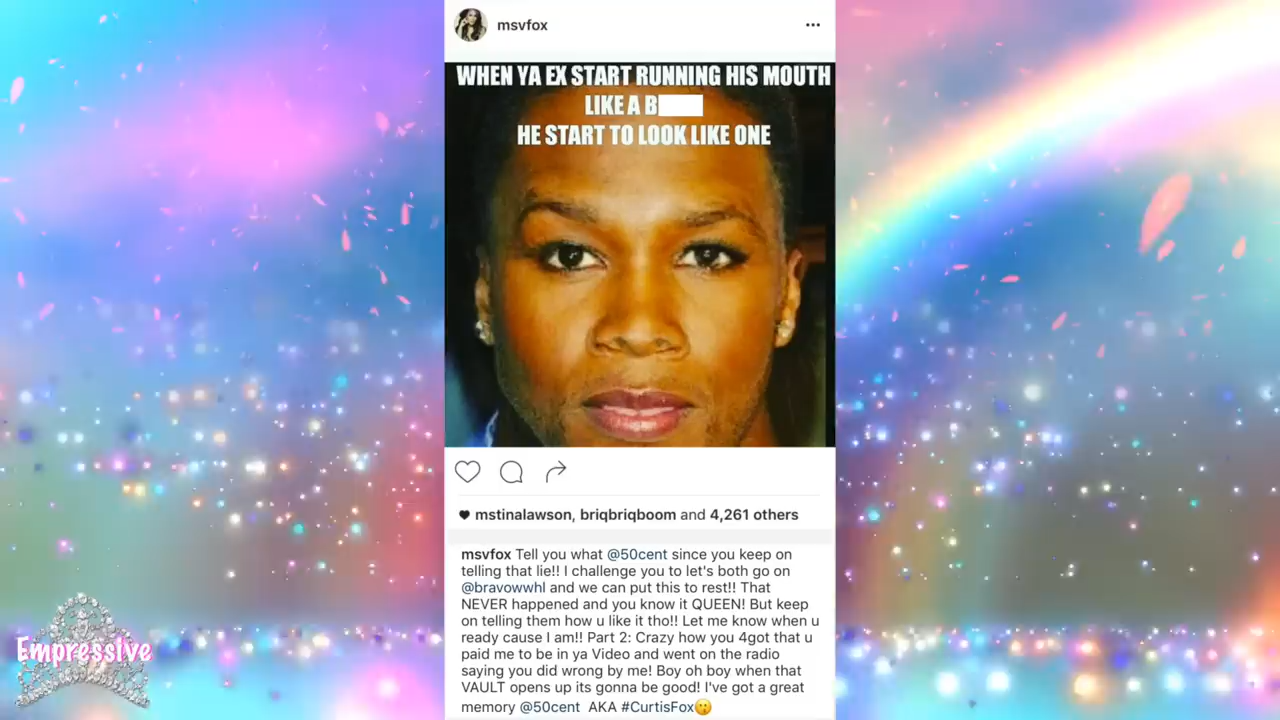 msvfox
WHEN YA EX START RUNNING HIS MOUTH
LIKE A B
HE START TO LOOK LIKE ONE
mstinalawson, briqbriqboom and 4,261 others
msvfox Tell you what @50cent since you keep on
telling that lie!! I challenge you to let's both go on
@bravowwhl and we can put this to rest!! That
NEVER happened and you know it QUEEN! But keep
on telling them how u like it tho!! Let me know when u
ready cause I am!! Part 2: Crazy how you 4got that u
paid me to be in ya Video and went on the radio
saying you did wrong by me! Boy oh boy when that
VAULT opens up its gonna be good! I've got a great
memory @50cent AKA #CurtisFox🤫
Empressive